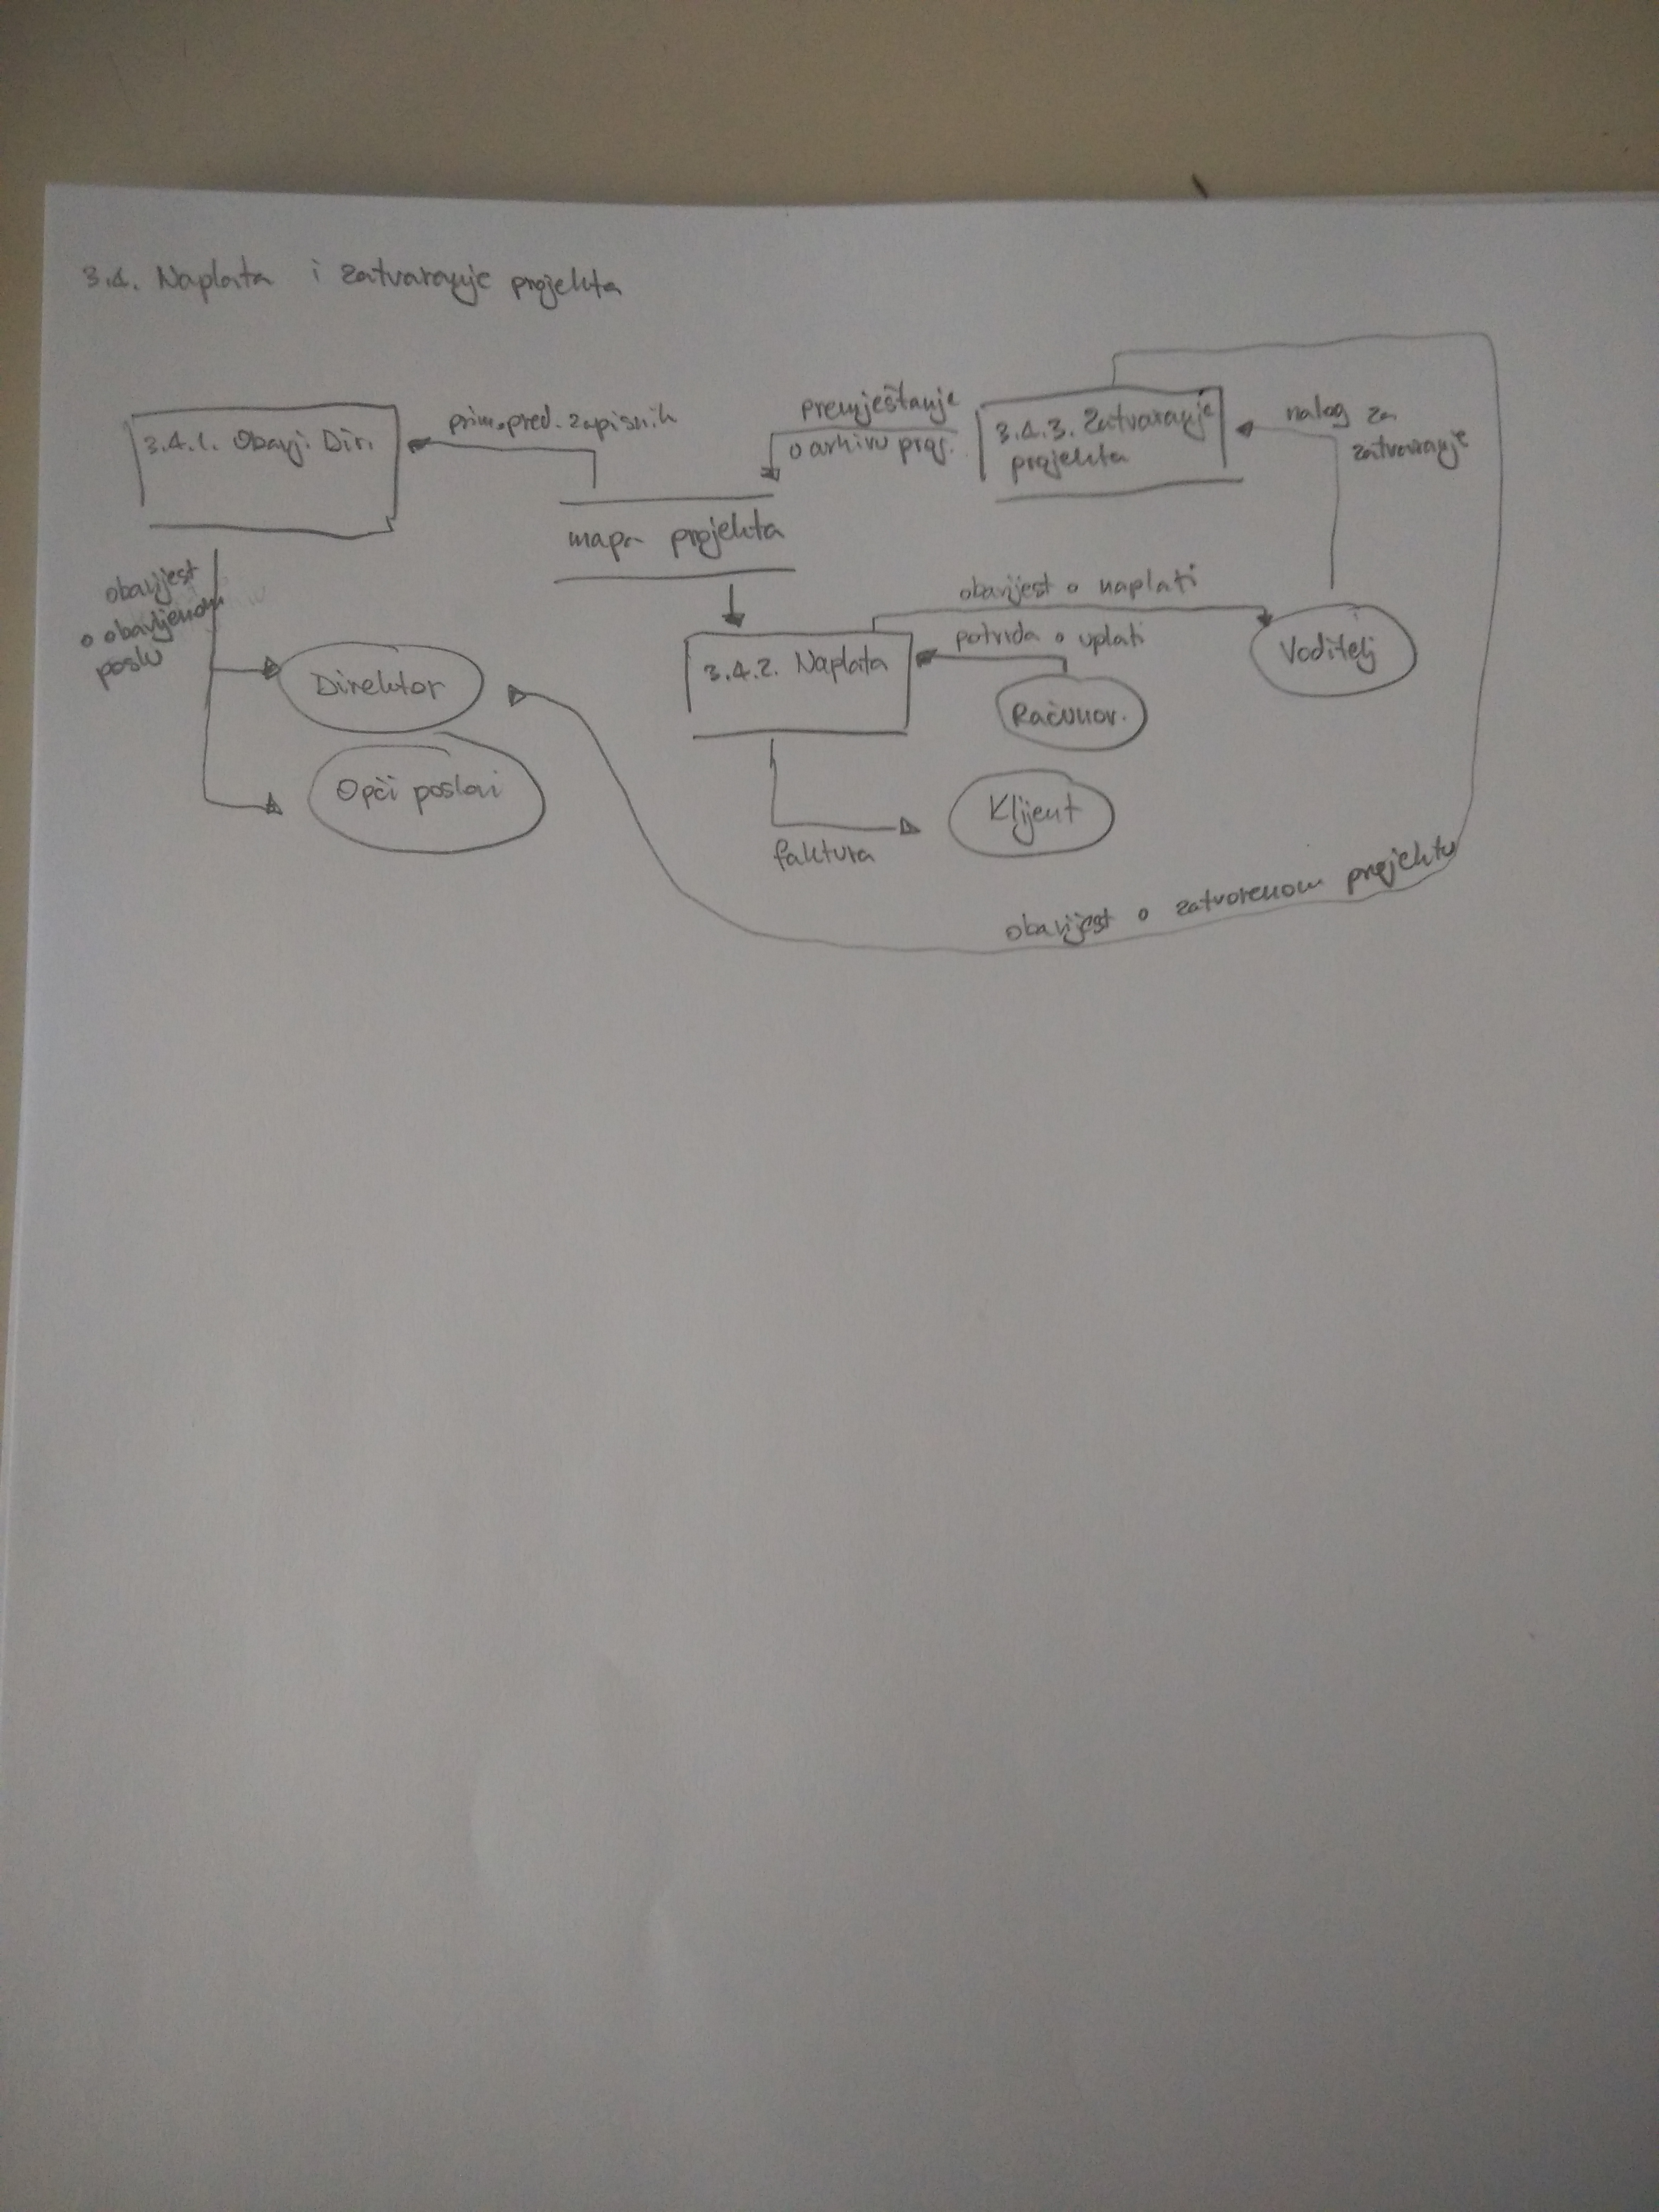 3.4. Naplata i zatvaranje projekta
3.4.1. Obavj. Dir.
prim.pred. zapisnik
premještanje
u arhivu proj.
3.4.3. Zatvaranje
projekta
nalog za
zatvaranje
mapa projekta
obavijest
o obavljenom
poslu
obavijest o naplati
potvrda o uplati
3.4.2. Naplata
Voditelj
Direktor
Računov.
Opći poslovi
Klijent
faktura
obavijest o zatvorenom projektu